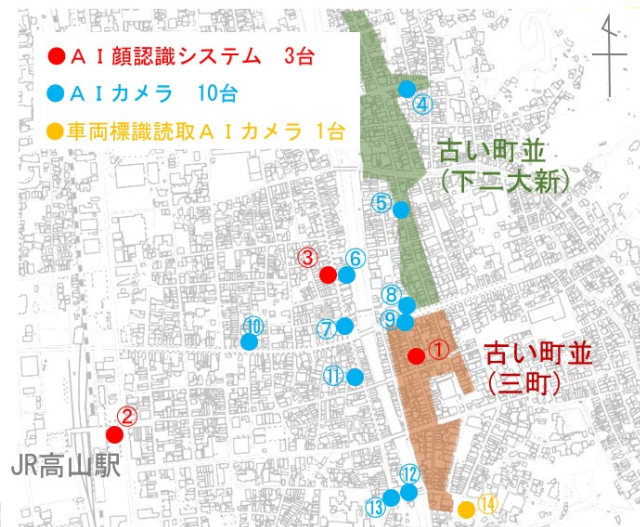 ●ＡＩ顔認識システム　3台
●ＡＩカメラ　10台
●車両標識読取ＡＩカメラ 1台
④
古い町並
(下二大新)
⑤
③
⑥
⑧
⑩
⑦
⑨
①
古い町並
(三町)
⑪
②
JR高山駅
⑫
⑬
⑭